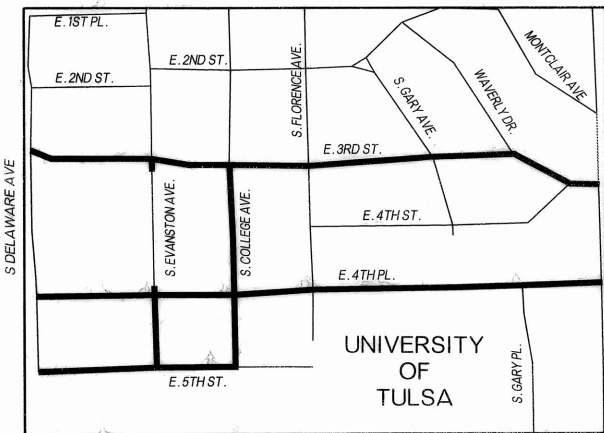 E. 1ST PL.
E. 2ND ST.
E. 2ND ST.
S. FLORENCE AVE.
S. GARY AVE.
WAVERLY DR.
MONTCLAIR AVE
E. 3RD ST.
S DELAWARE AVE
S. EVANSTON AVE.
S. COLLEGE AVE.
E. 4TH ST.
E. 4TH PL.
E. 5TH ST.
UNIVERSITY
OF
TULSA
S. GARY PL.